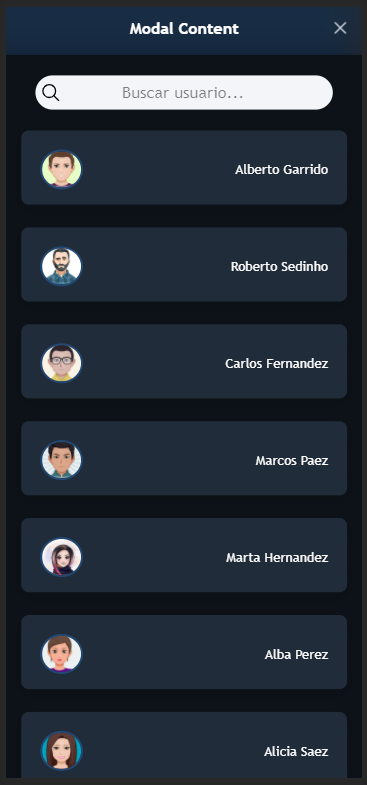 Modal Content
Buscar usuario...
Alberto Garrido
Roberto Sedinho
Carlos Fernandez
Marcos Paez
Marta Hernandez
Alba Perez
Alicia Saez